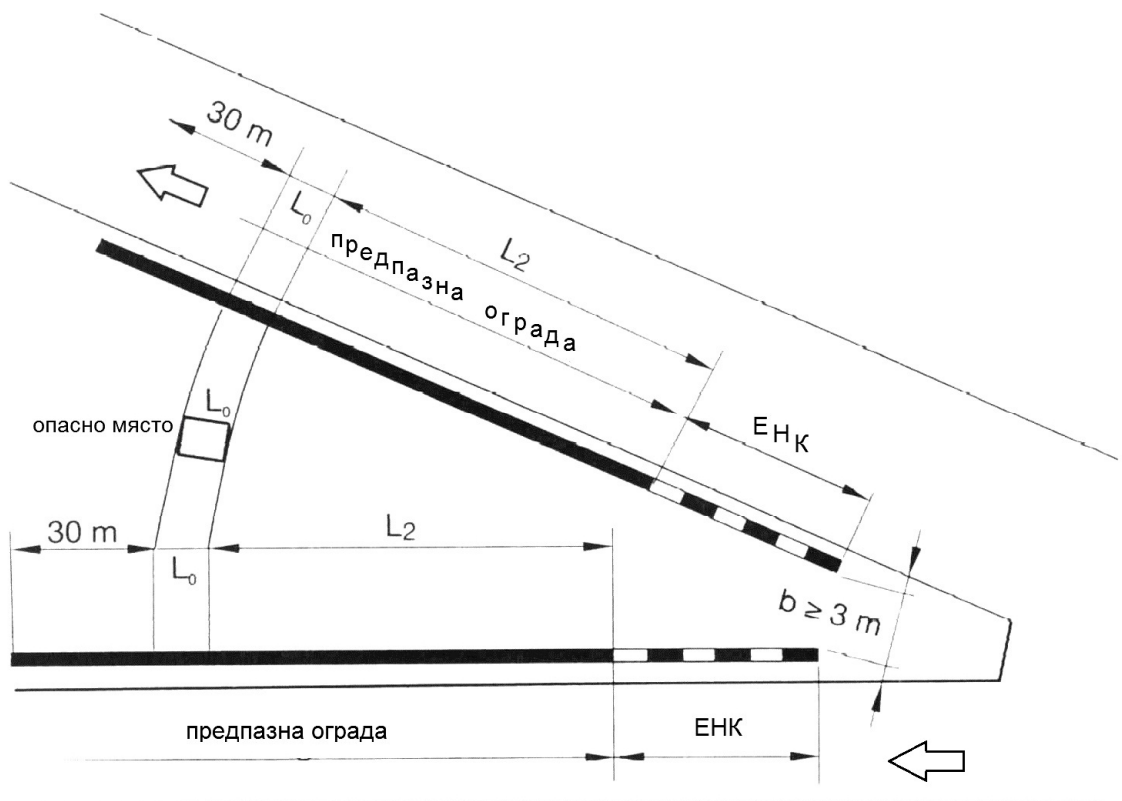 30 m
L₀
L₂
предпазна ограда
ЕНК
L₀
опасно място
30 m
L₂
L₀
b ≥ 3 m
предпазна ограда
ЕНК